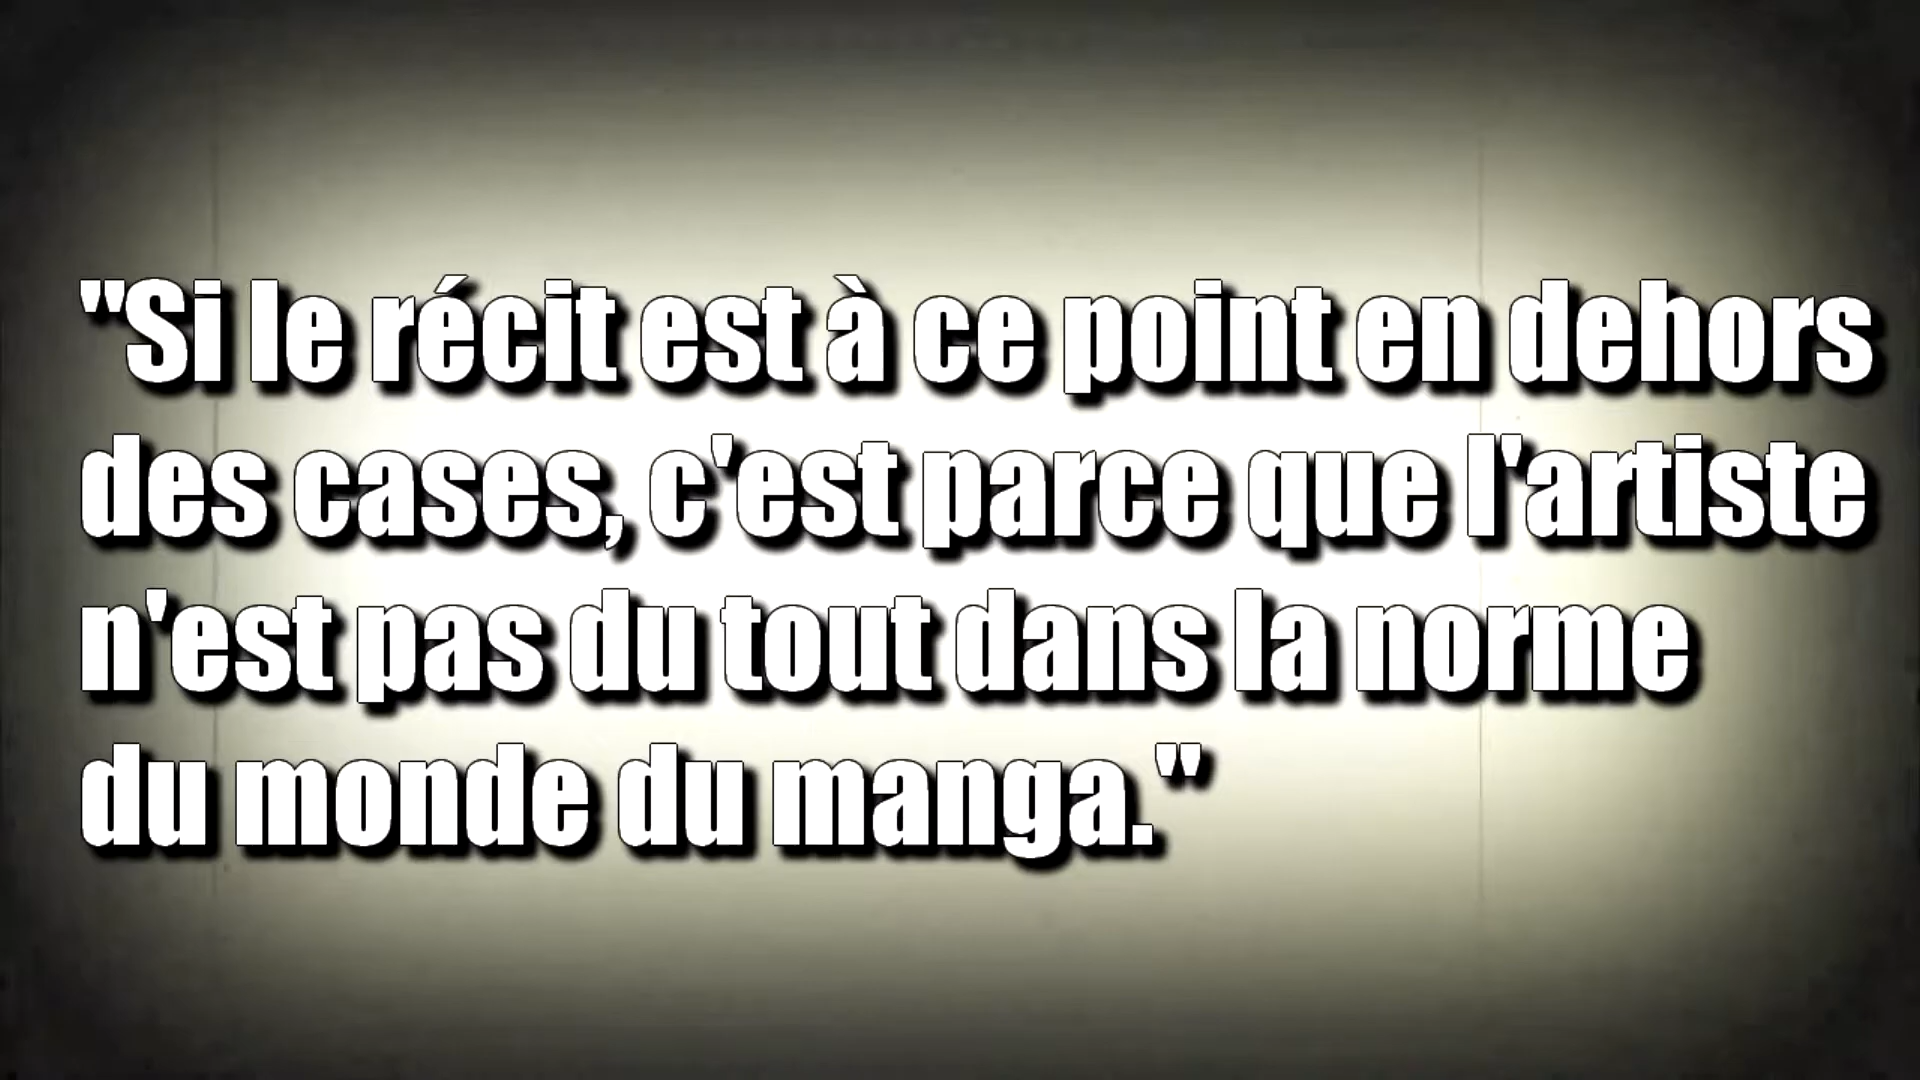 "Si le récit est à ce point en dehors
des cases, c'est parce que l'artiste
n'est pas du tout dans la norme
du monde du manga."